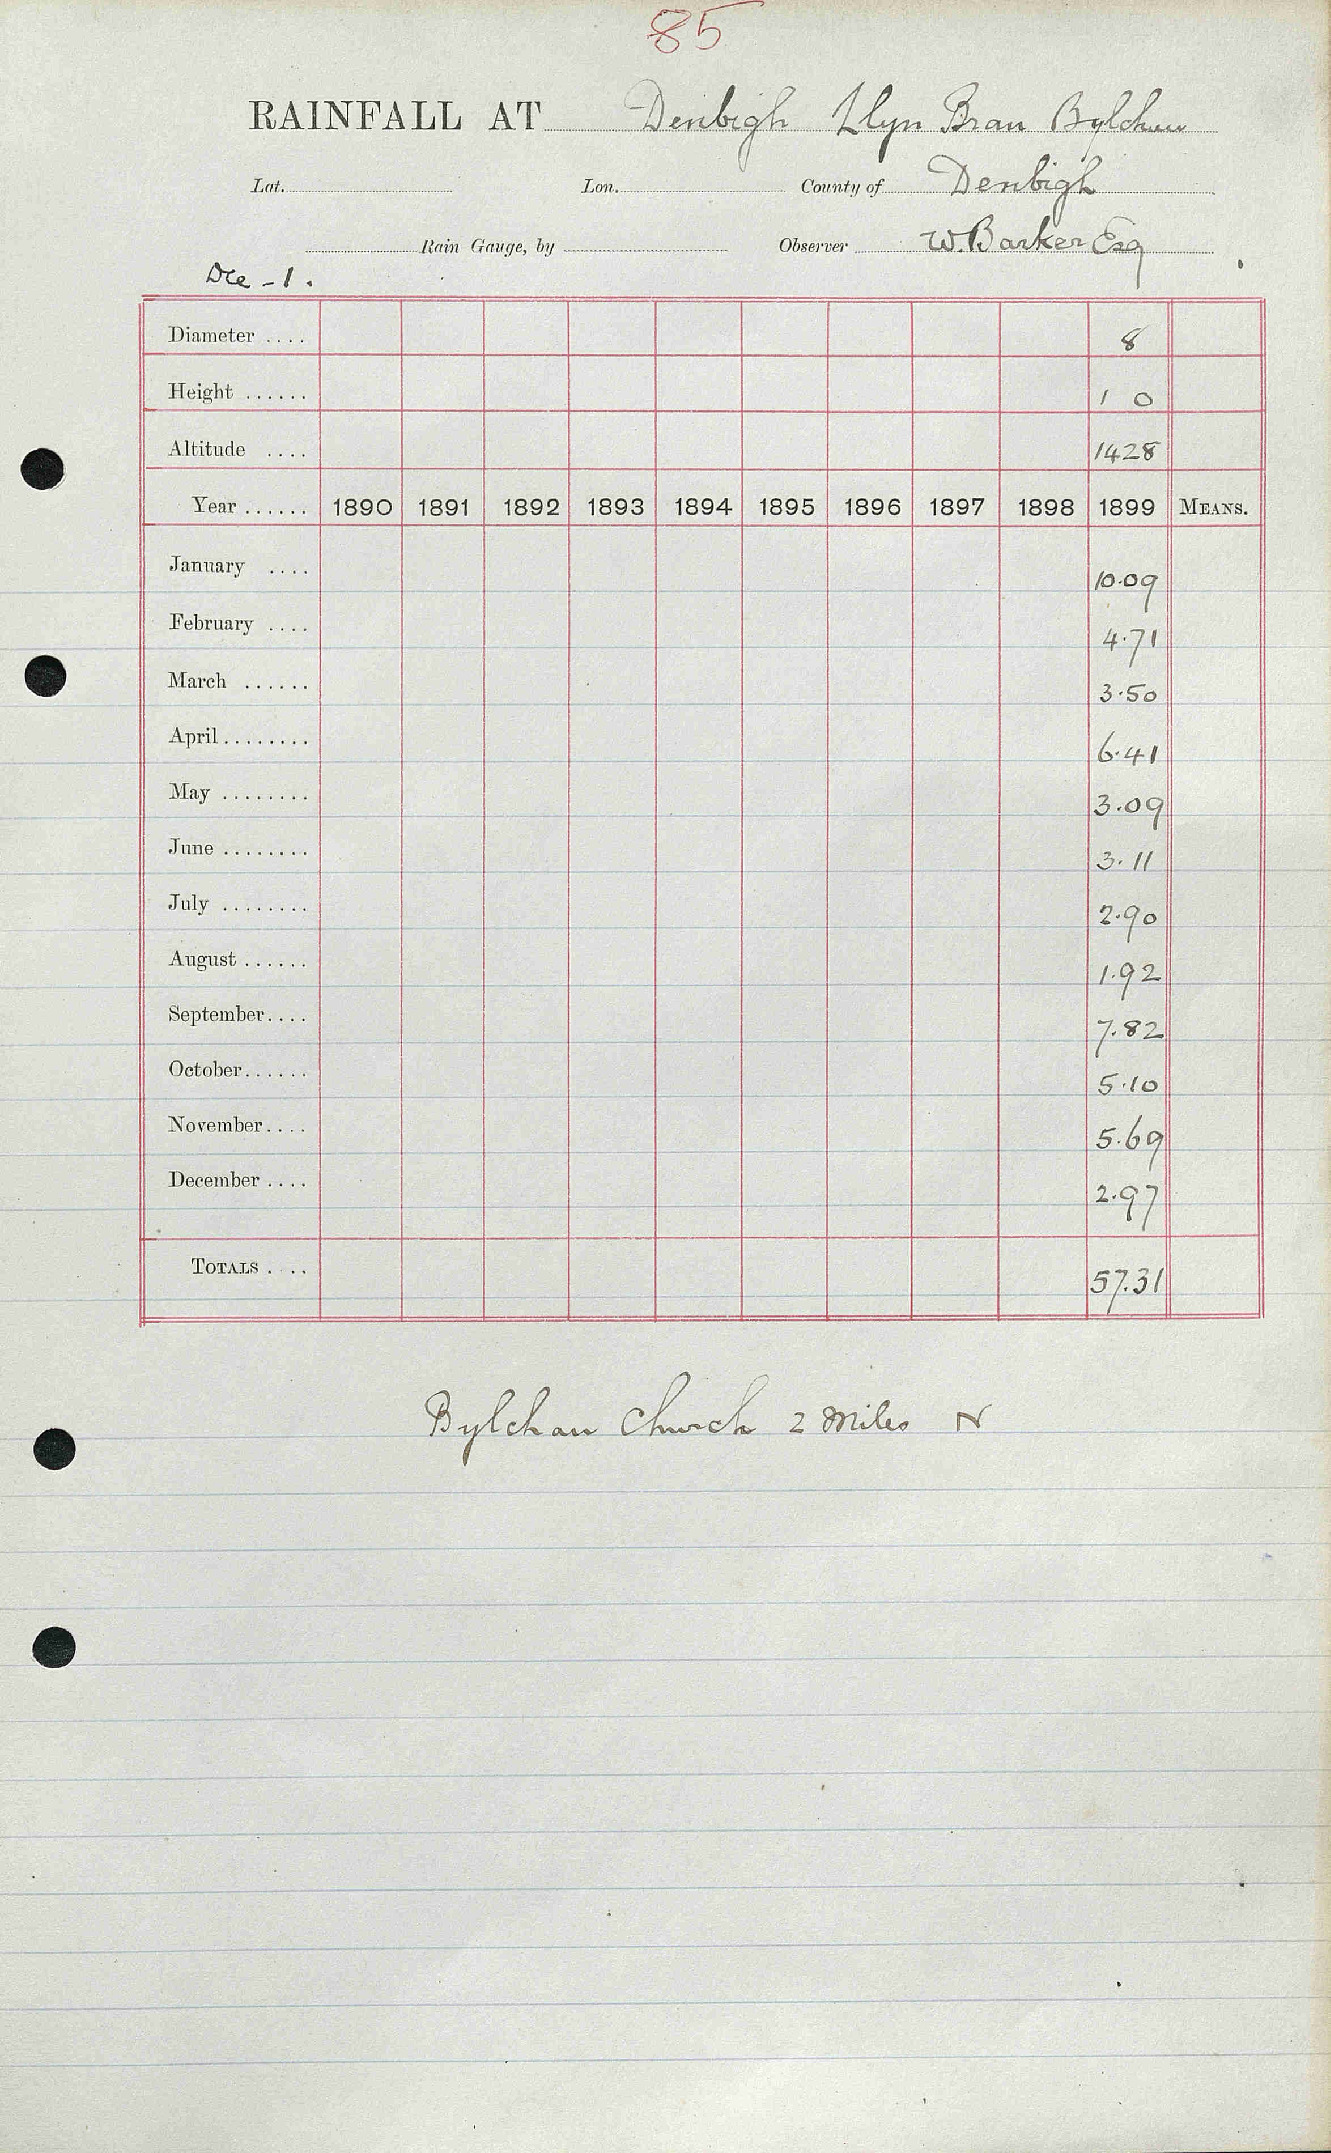 85
RAINFALL AT Denbigh Llyn Bran Bylchau
Lat. Lon. County of Denbigh
Rain Gauge, by Observer W. Barker Esq
Dec - 1.
Diameter .... 8
Height ...... 1 0
Altitude .... 1428
Year ...... 1890 1891 1892 1893 1894 1895 1896 1897 1898 1899 MEANS.
January .... 10.09
February .... 4.71
March ...... 3.50
April ........ 6.41
May ........ 3.09
June ........ 3.11
July ........ 2.90
August ...... 1.92
September.... 7.82
October...... 5.10
November.... 5.69
December .... 2.97
TOTALS .... 57.31
Bylchau Church 2 Miles N